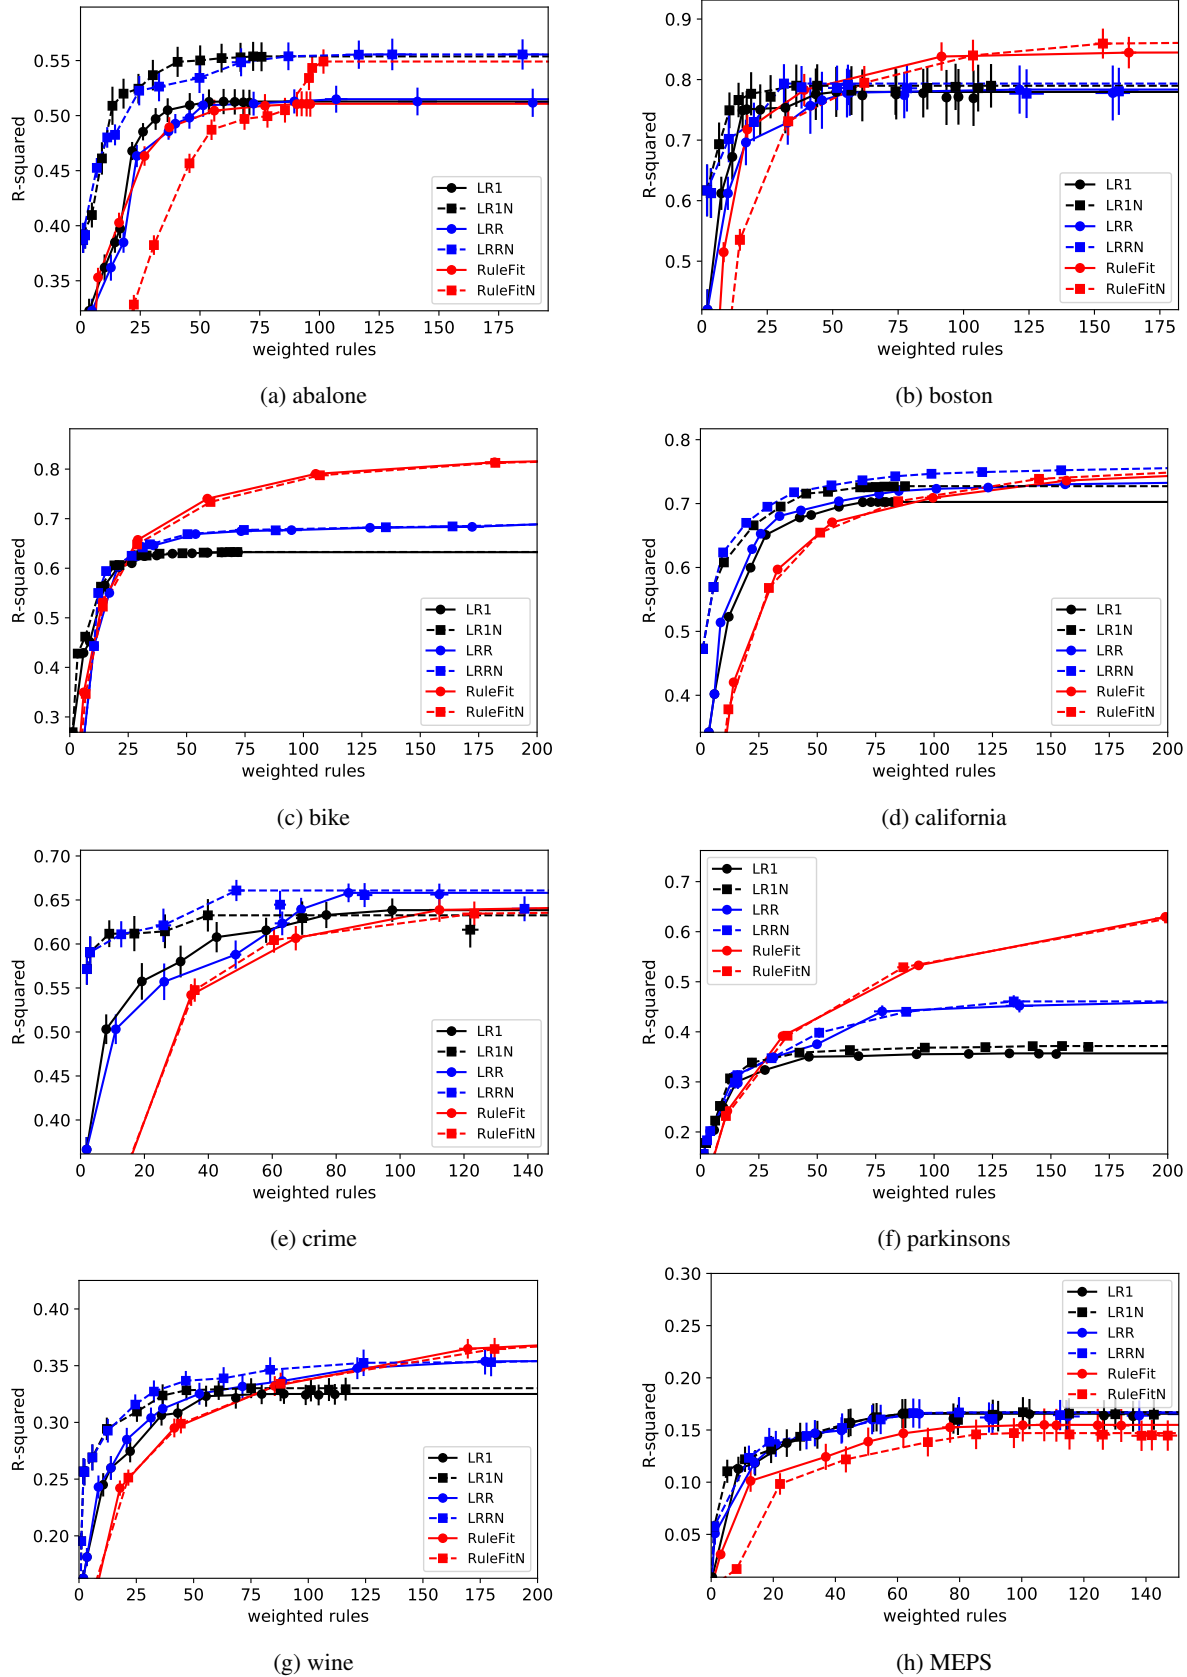 0.55
0.50
0.45
0.40
0.35
R-squared
LR1
LR1N
LRR
LRRN
RuleFit
RuleFitN
0 25 50 75 100 125 150 175
weighted rules
(a) abalone
0.9
0.8
0.7
0.6
0.5
R-squared
LR1
LR1N
LRR
LRRN
RuleFit
RuleFitN
0 25 50 75 100 125 150 175
weighted rules
(b) boston
0.8
0.7
0.6
0.5
0.4
0.3
R-squared
LR1
LR1N
LRR
LRRN
RuleFit
RuleFitN
0 25 50 75 100 125 150 175 200
weighted rules
(c) bike
0.8
0.7
0.6
0.5
0.4
R-squared
LR1
LR1N
LRR
LRRN
RuleFit
RuleFitN
0 25 50 75 100 125 150 175 200
weighted rules
(d) california
0.70
0.65
0.60
0.55
0.50
0.45
0.40
R-squared
LR1
LR1N
LRR
LRRN
RuleFit
RuleFitN
0 20 40 60 80 100 120 140
weighted rules
(e) crime
0.7
0.6
0.5
0.4
0.3
0.2
R-squared
LR1
LR1N
LRR
LRRN
RuleFit
RuleFitN
0 25 50 75 100 125 150 175 200
weighted rules
(f) parkinsons
0.40
0.35
0.30
0.25
0.20
R-squared
LR1
LR1N
LRR
LRRN
RuleFit
RuleFitN
0 25 50 75 100 125 150 175 200
weighted rules
(g) wine
0.30
0.25
0.20
0.15
0.10
0.05
R-squared
LR1
LR1N
LRR
LRRN
RuleFit
RuleFitN
0 20 40 60 80 100 120 140
weighted rules
(h) MEPS